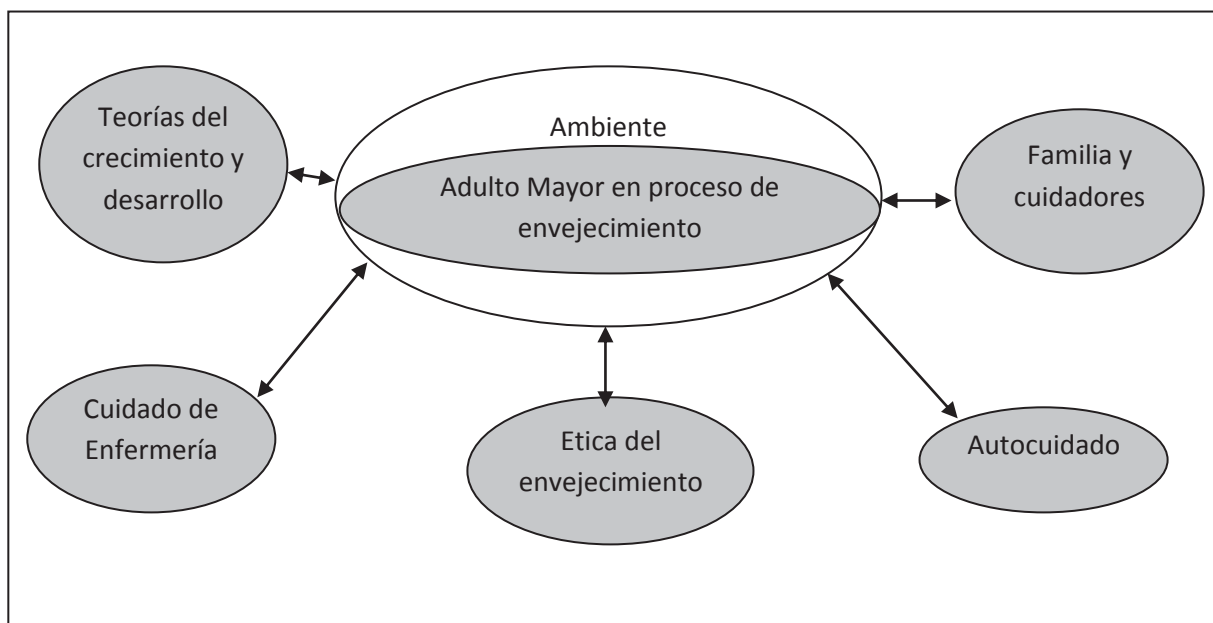 Teorías del
crecimiento y
desarrollo
Ambiente
Adulto Mayor en proceso de
envejecimiento
Familia y
cuidadores
Cuidado de
Enfermería
Etica del
envejecimiento
Autocuidado